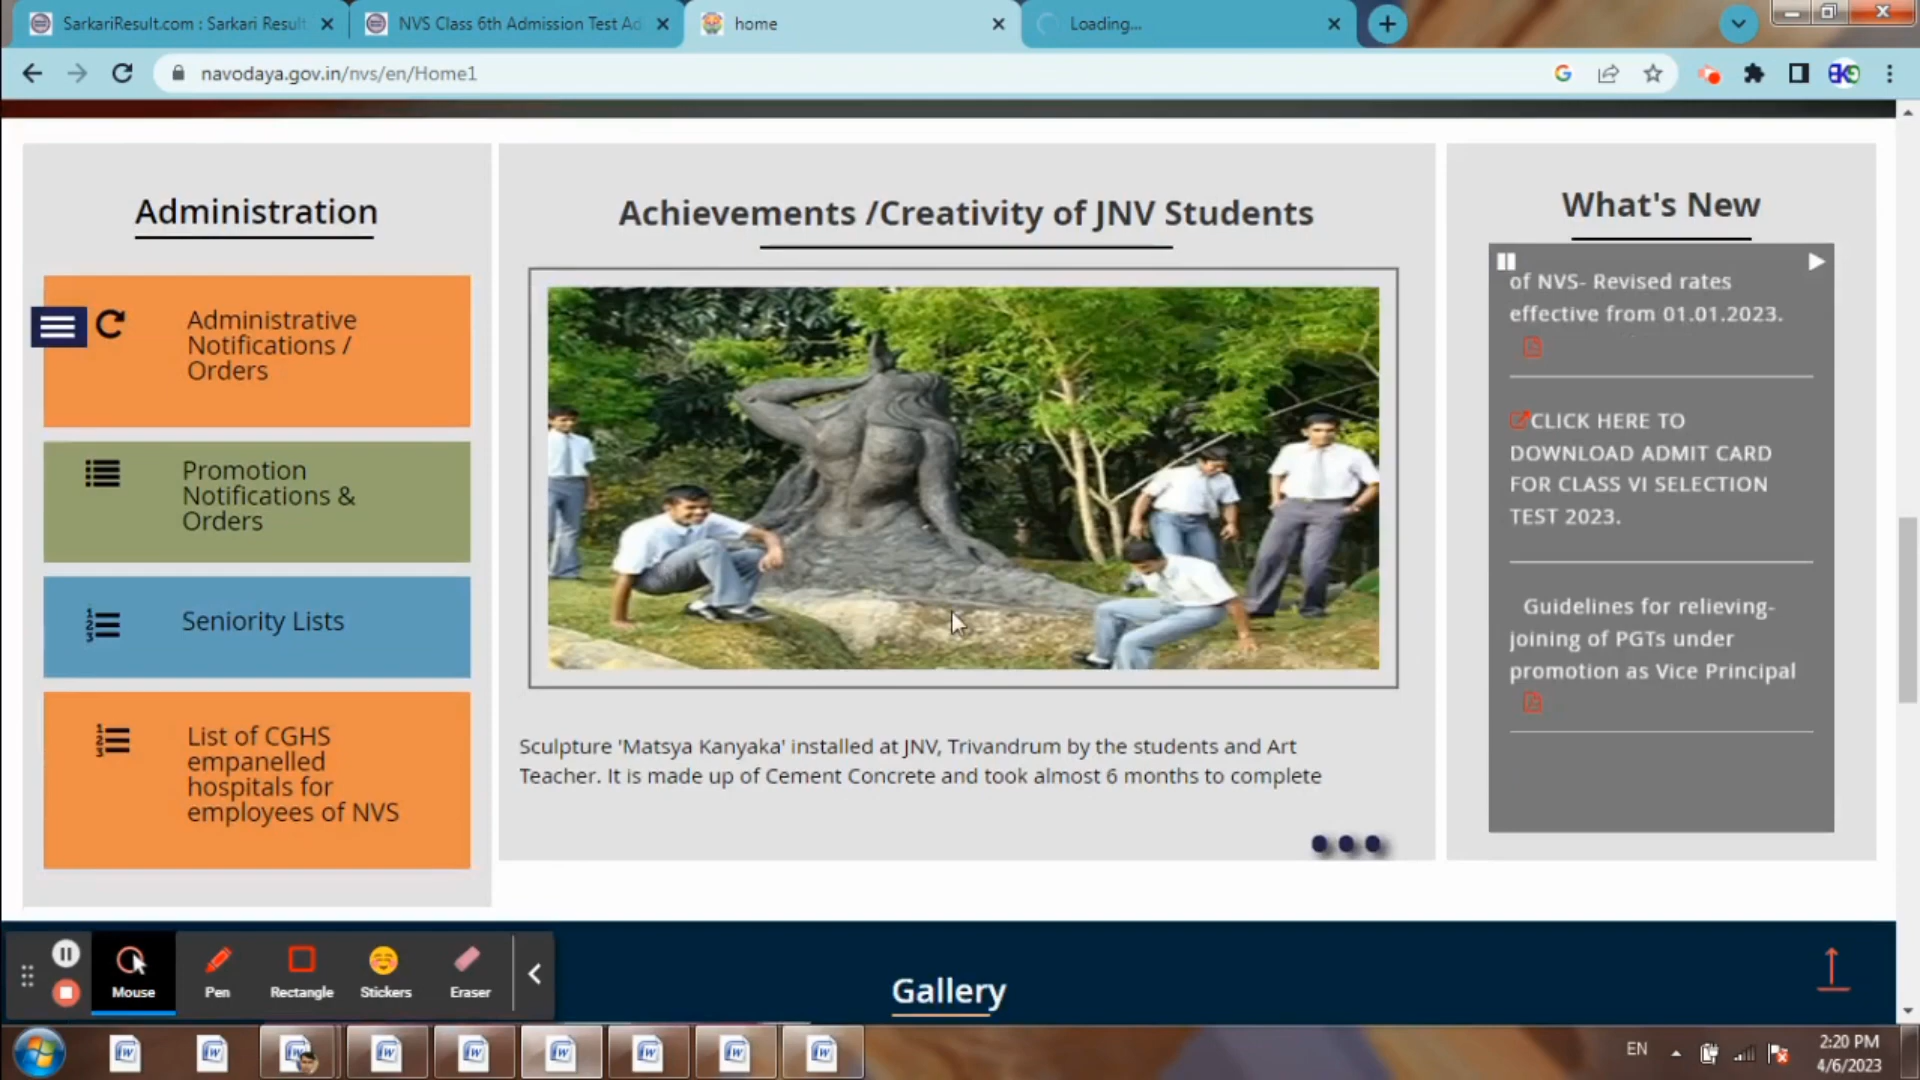 SarkariResult.com : Sarkari Result
NVS Class 6th Admission Test Ad
home
Loading...
navodaya.gov.in/nvs/en/Home1
Administration
Administrative
Notifications /
Orders
Promotion
Notifications &
Orders
Seniority Lists
List of CGHS
empanelled
hospitals for
employees of NVS
Achievements /Creativity of JNV Students
Sculpture 'Matsya Kanyaka' installed at JNV, Trivandrum by the students and Art
Teacher. It is made up of Cement Concrete and took almost 6 months to complete
What's New
of NVS- Revised rates
effective from 01.01.2023.
CLICK HERE TO
DOWNLOAD ADMIT CARD
FOR CLASS VI SELECTION
TEST 2023.
Guidelines for relieving-
joining of PGTs under
promotion as Vice Principal
Gallery
Mouse
Pen
Rectangle
Stickers
Eraser
EN
2:20 PM
4/6/2023